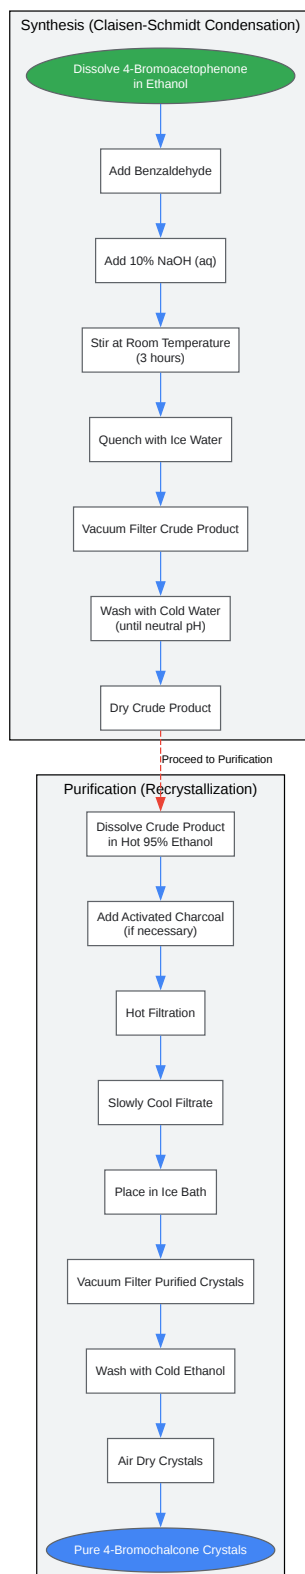 Synthesis (Claisen-Schmidt Condensation)
Dissolve 4-Bromoacetophenone
in Ethanol
Add Benzaldehyde
Add 10% NaOH (aq)
Stir at Room Temperature
(3 hours)
Quench with Ice Water
Vacuum Filter Crude Product
Wash with Cold Water
(until neutral pH)
Dry Crude Product
Proceed to Purification
Purification (Recrystallization)
Dissolve Crude Product
in Hot 95% Ethanol
Add Activated Charcoal
(if necessary)
Hot Filtration
Slowly Cool Filtrate
Place in Ice Bath
Vacuum Filter Purified Crystals
Wash with Cold Ethanol
Air Dry Crystals
Pure 4-Bromochalcone Crystals